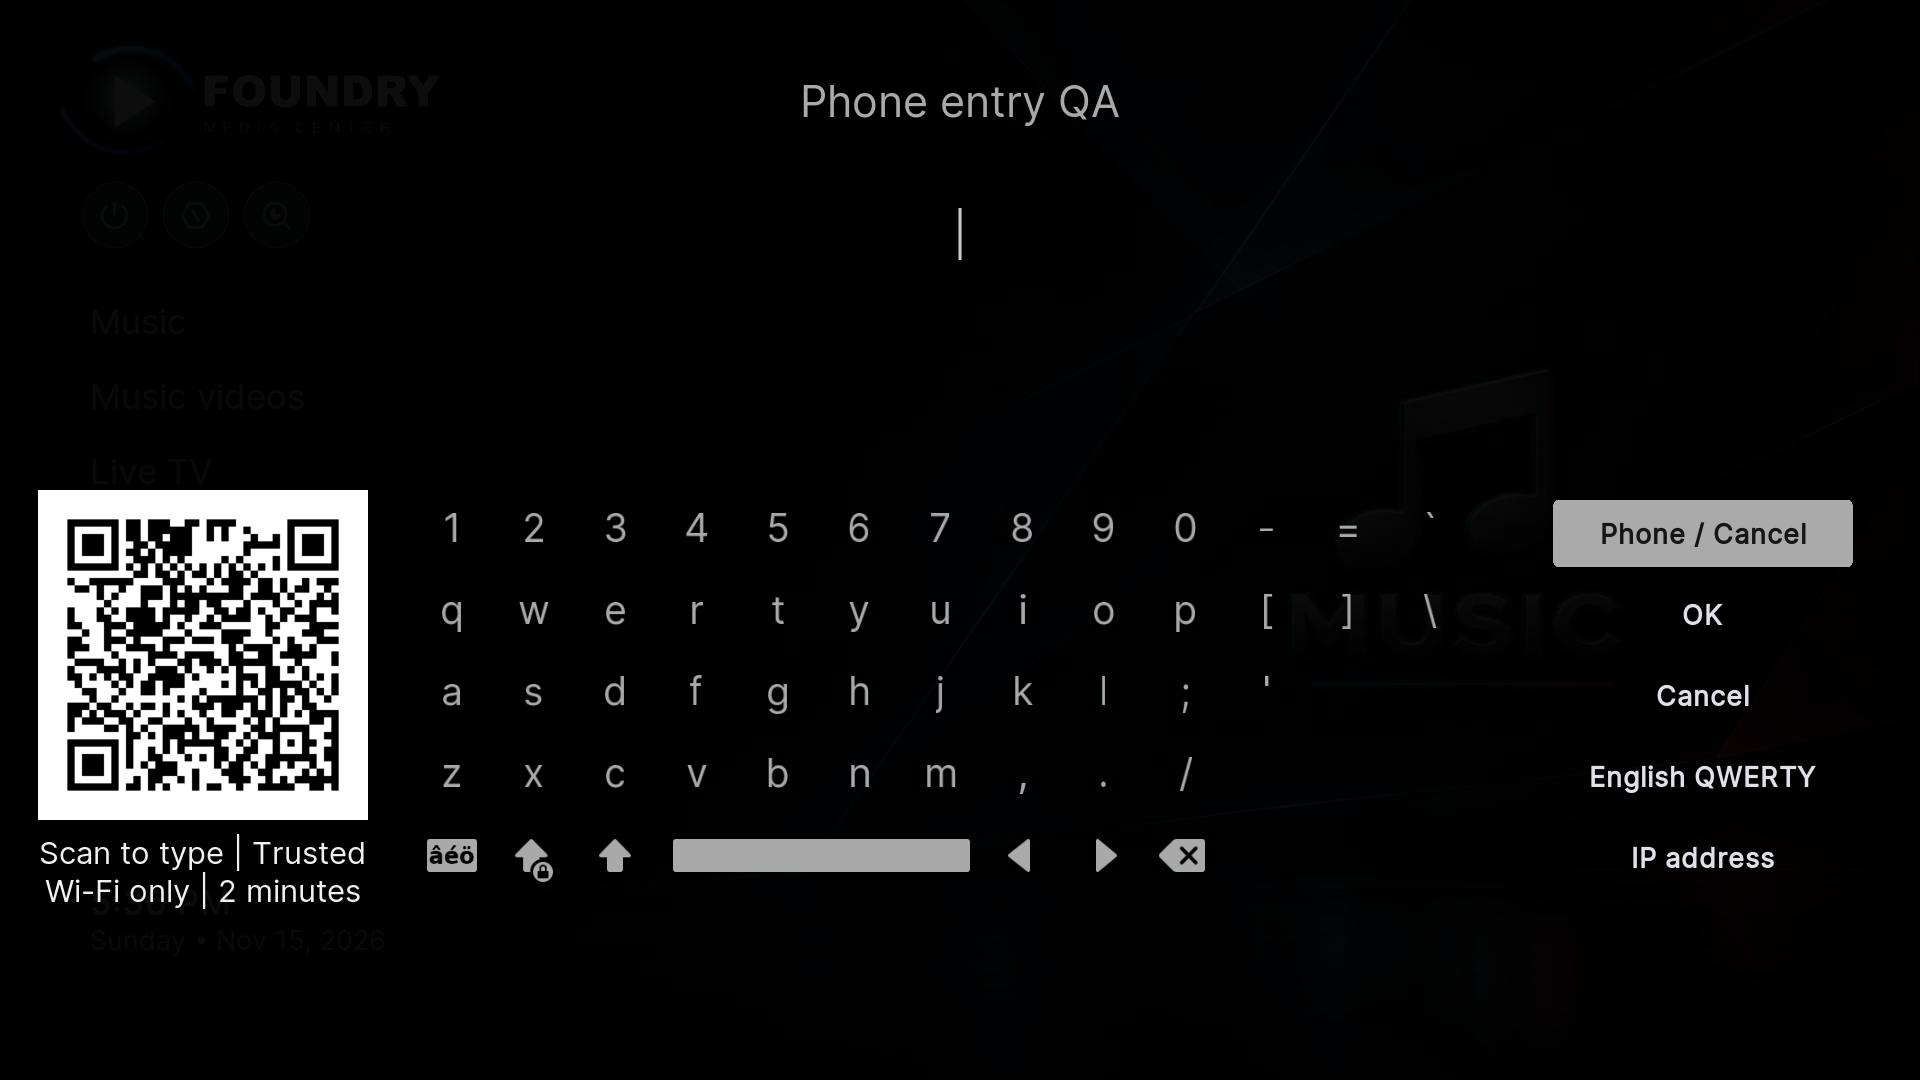 FOUNDRY
MEDIA CENTER
Phone entry QA
Music
Music videos
Live TV
1 2 3 4 5 6 7 8 9 0 - = `
Phone / Cancel
q w e r t y u i o p [ ] \
MUSIC
OK
a s d f g h j k l ; '
Cancel
z x c v b n m , . /
English QWERTY
Scan to type | Trusted
Wi-Fi only | 2 minutes
âéö
IP address
Sunday • Nov 15, 2026